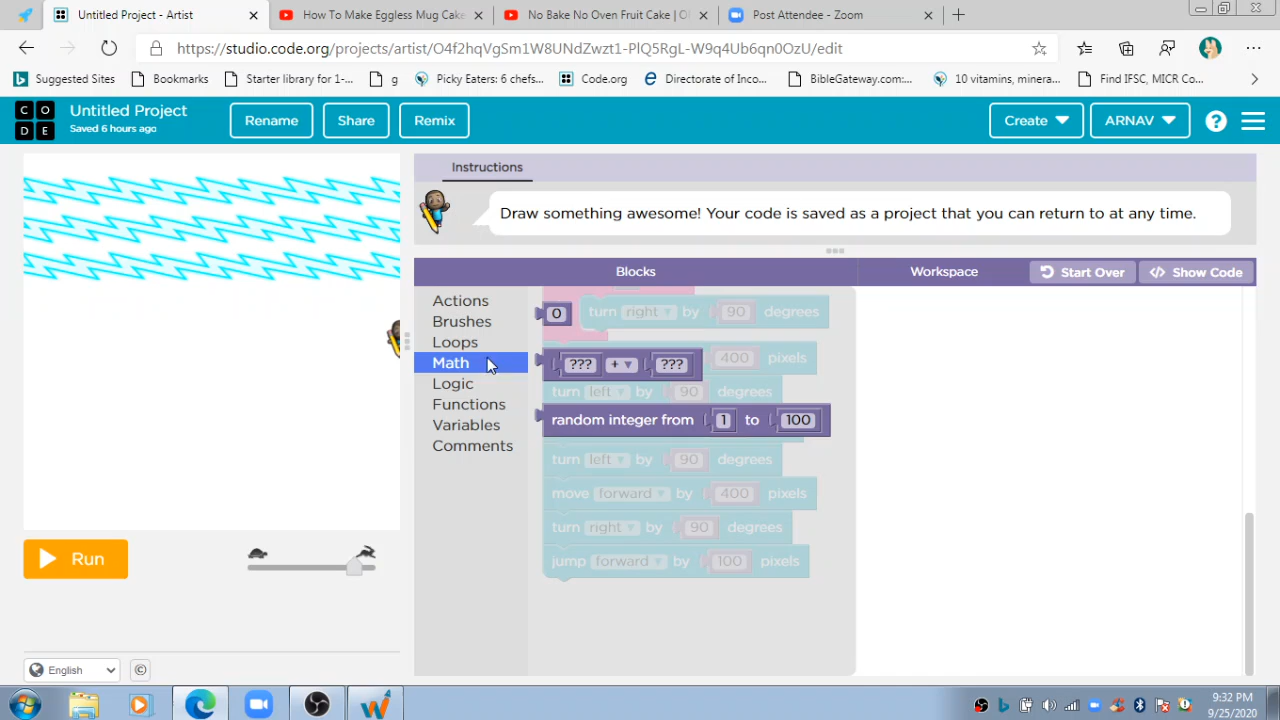 Untitled Project - Artist
How To Make Eggless Mug Cake
No Bake No Oven Fruit Cake | O
Post Attendee - Zoom
https://studio.code.org/projects/artist/O4f2hqVgSm1W8UNdZwzt1-PlQ5RgL-W9q4Ub6qn0OzU/edit
Suggested Sites
Bookmarks
Starter library for 1-...
g
Picky Eaters: 6 chefs...
Code.org
Directorate of Inco...
BibleGateway.com:...
10 vitamins, minera...
Find IFSC, MICR Co...
C O
D E
Untitled Project
Saved 6 hours ago
Rename
Share
Remix
Create
ARNAV
?
Instructions
Draw something awesome! Your code is saved as a project that you can return to at any time.
Blocks
Workspace
Start Over
</> Show Code
Actions
Brushes
Loops
Math
Logic
Functions
Variables
Comments
0
turn right by 90 degrees
??? + ???
400 pixels
turn left by 90 degrees
random integer from 1 to 100
turn left by 90 degrees
move forward by 400 pixels
turn right by 90 degrees
jump forward by 100 pixels
Run
English
©
9:32 PM
9/25/2020